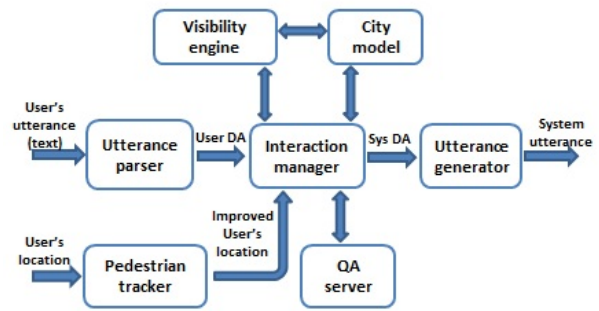 Visibility
engine
City
model
User's
utterance
(text)
Utterance
parser
User DA
Interaction
manager
Sys DA
Utterance
generator
System
utterance
User's
location
Pedestrian
tracker
Improved
User's
location
QA
server